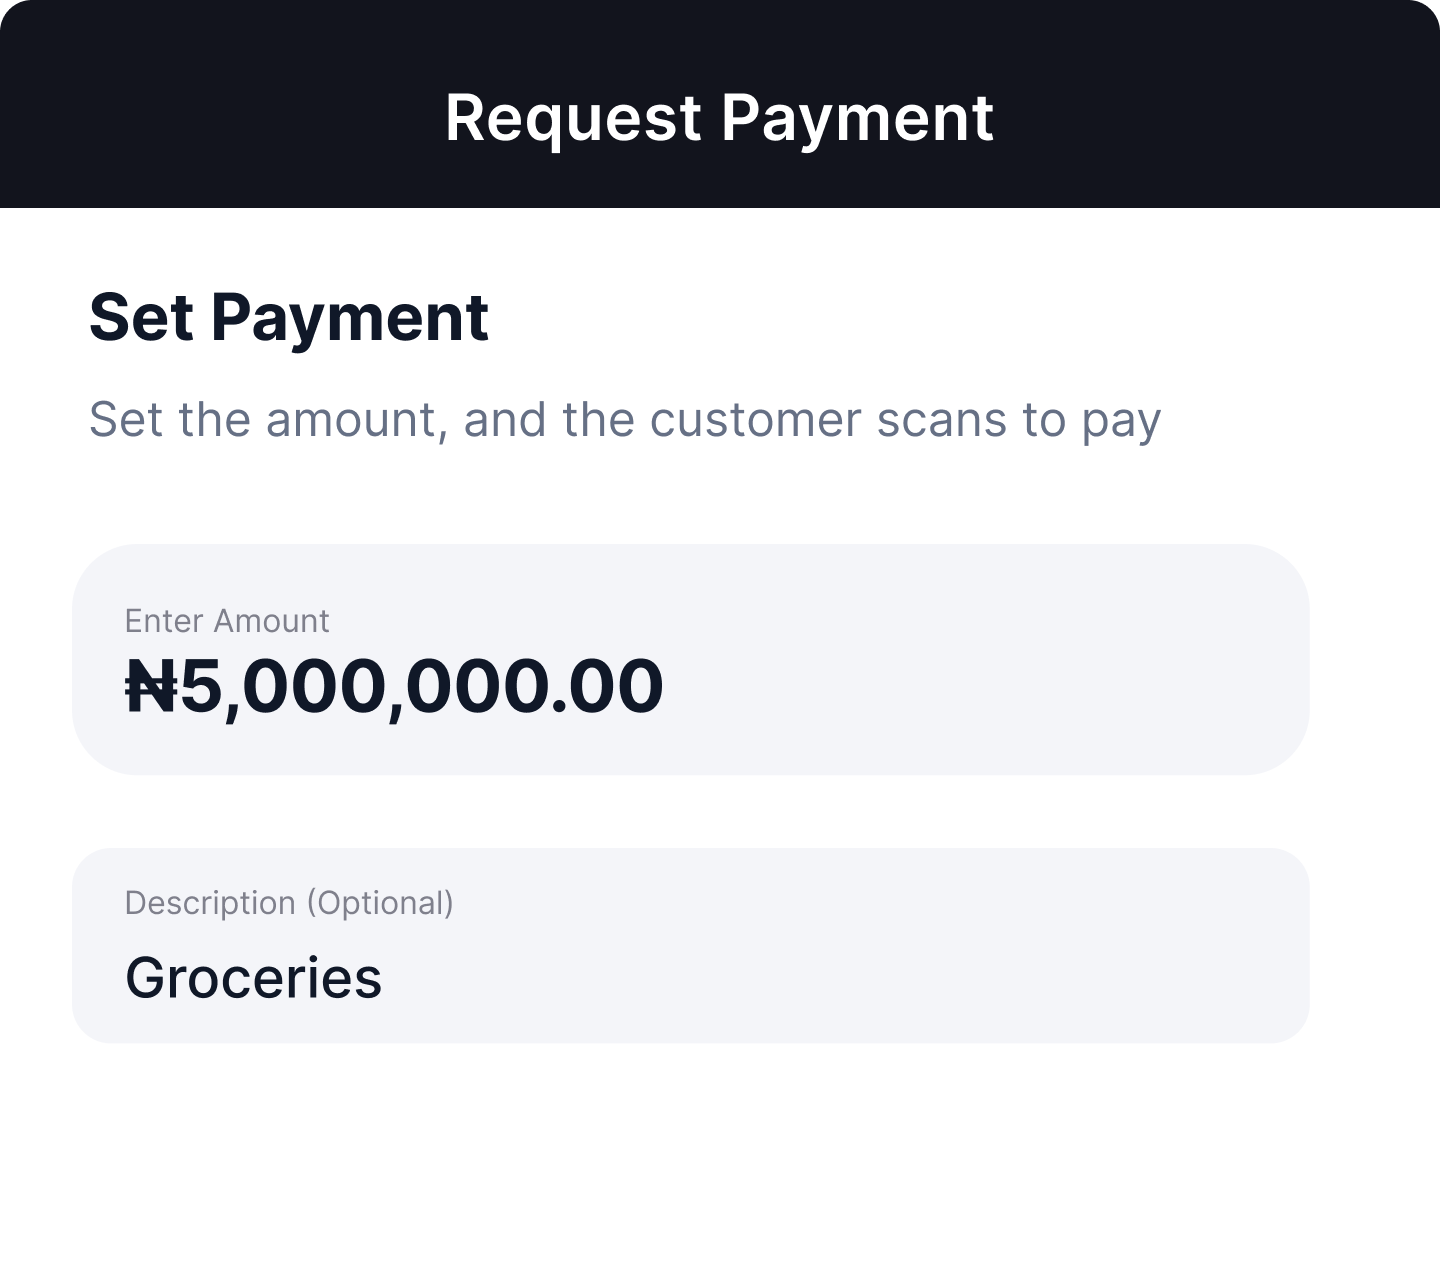 Request Payment
Set Payment
Set the amount, and the customer scans to pay
Enter Amount
₦5,000,000.00
Description (Optional)
Groceries